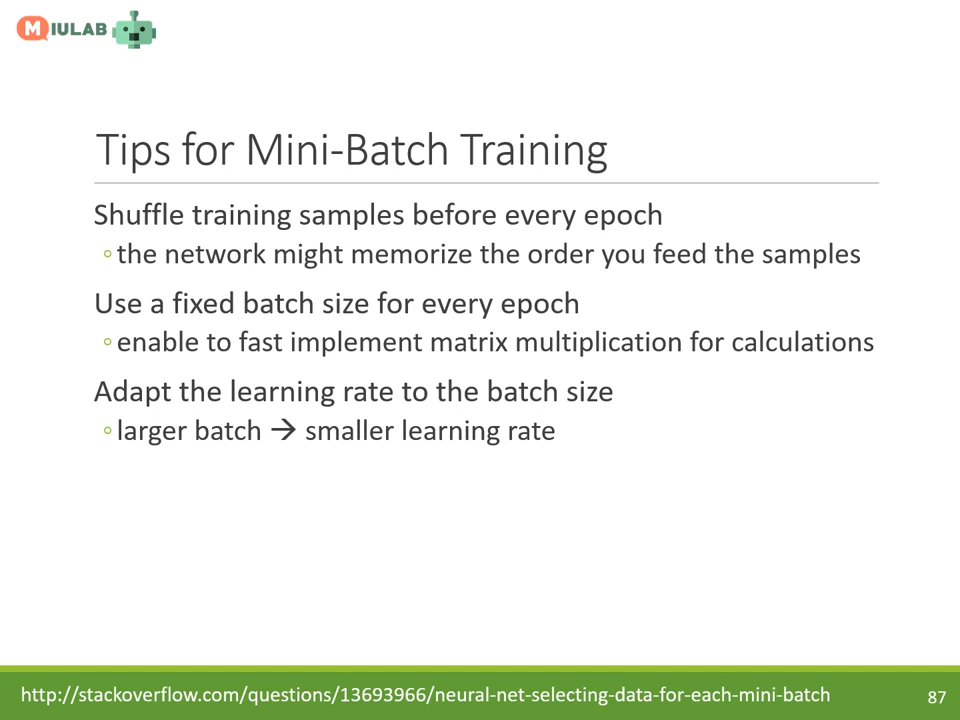 MIULAB
Tips for Mini-Batch Training
Shuffle training samples before every epoch
◦the network might memorize the order you feed the samples
Use a fixed batch size for every epoch
◦enable to fast implement matrix multiplication for calculations
Adapt the learning rate to the batch size
◦larger batch → smaller learning rate
http://stackoverflow.com/questions/13693966/neural-net-selecting-data-for-each-mini-batch
87